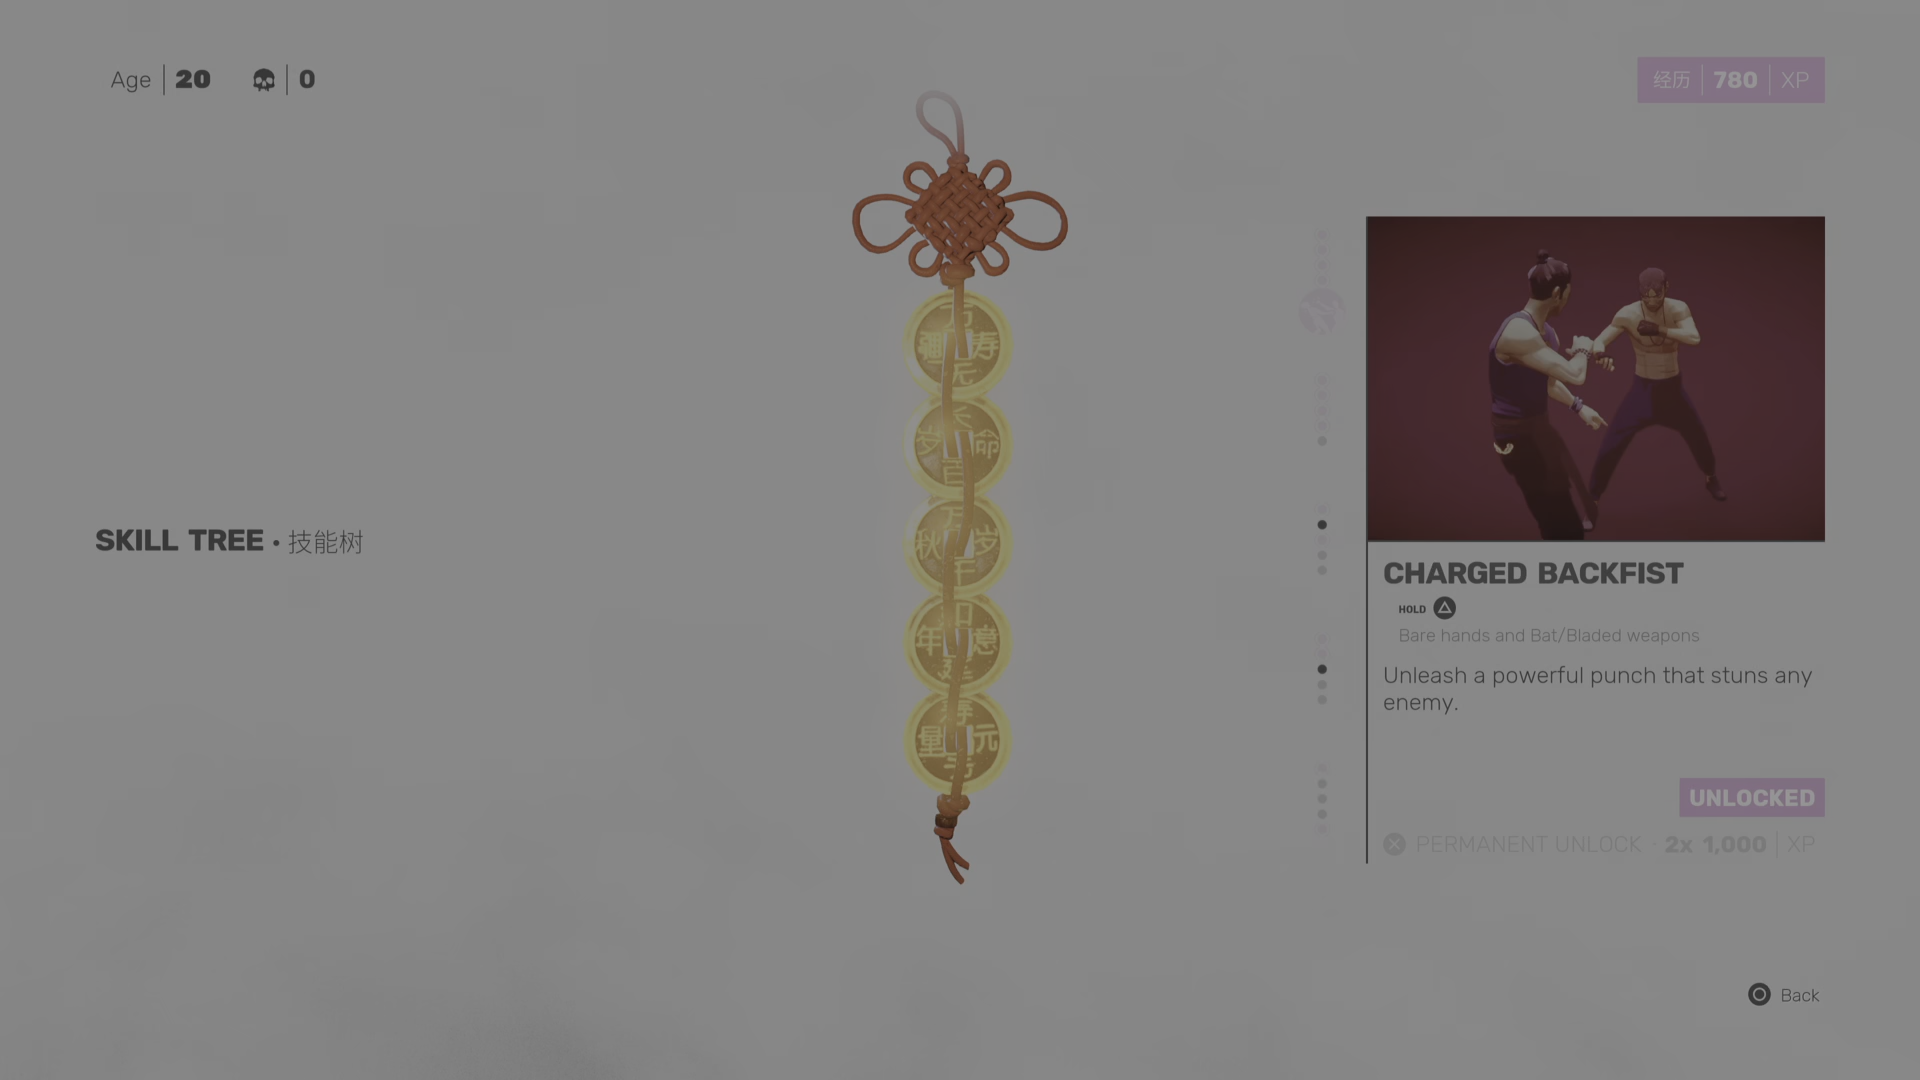 Age 20 0
经历 780 XP
SKILL TREE · 技能树
CHARGED BACKFIST
HOLD
Bare hands and Bat/Bladed weapons
Unleash a powerful punch that stuns any
enemy.
UNLOCKED
PERMANENT UNLOCK · 2x 1,000 XP
Back